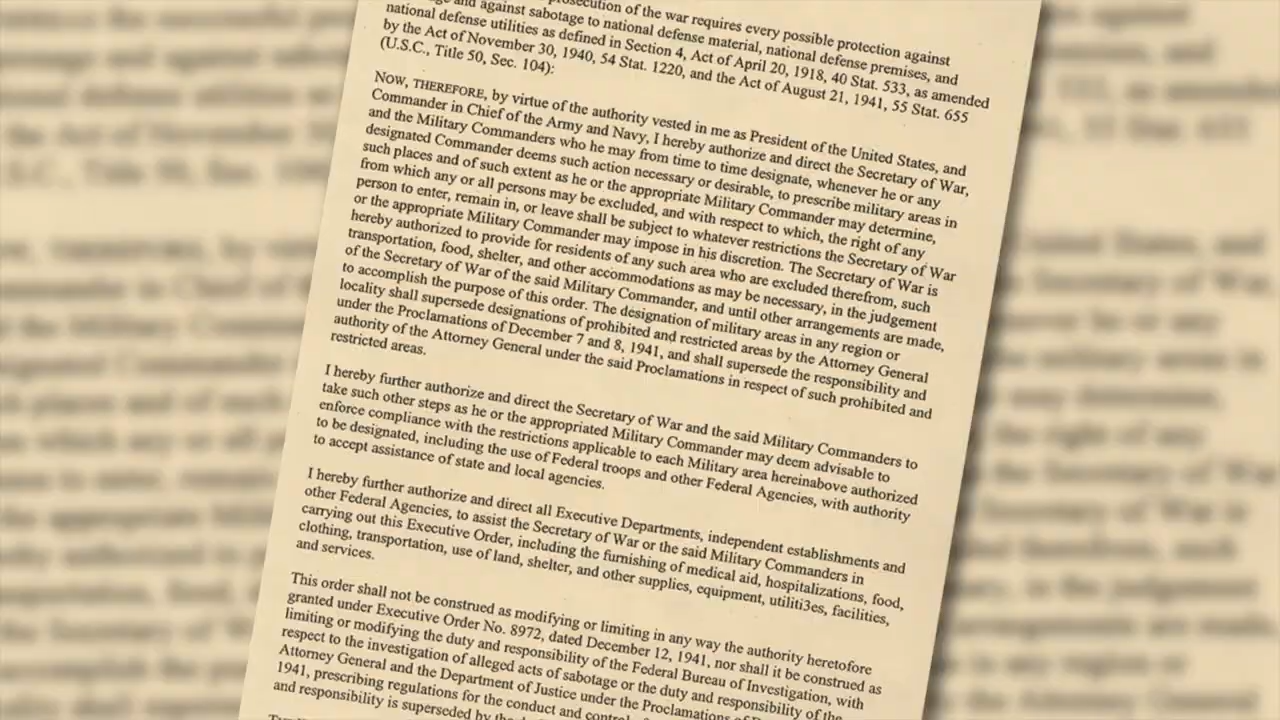 prosecution of the war requires every possible protection against
and against sabotage to national defense material, national defense premises, and
national defense utilities as defined in Section 4, Act of April 20, 1918, 40 Stat. 533, as amended
by the Act of November 30, 1940, 54 Stat. 1220, and the Act of August 21, 1941, 55 Stat. 655
(U.S.C., Title 50, Sec. 104):
NOW, THEREFORE, by virtue of the authority vested in me as President of the United States, and
Commander in Chief of the Army and Navy, I hereby authorize and direct the Secretary of War,
and the Military Commanders who he may from time to time designate, whenever he or any
designated Commander deems such action necessary or desirable, to prescribe military areas in
such places and of such extent as he or the appropriate Military Commander may determine,
from which any or all persons may be excluded, and with respect to which, the right of any
person to enter, remain in, or leave shall be subject to whatever restrictions the Secretary of War
or the appropriate Military Commander may impose in his discretion. The Secretary of War is
hereby authorized to provide for residents of any such area who are excluded therefrom, such
transportation, food, shelter, and other accommodations as may be necessary, in the judgement
of the Secretary of War of the said Military Commander, and until other arrangements are made,
to accomplish the purpose of this order. The designation of military areas in any region or
locality shall supersede designations of prohibited and restricted areas by the Attorney General
under the Proclamations of December 7 and 8, 1941, and shall supersede the responsibility and
authority of the Attorney General under the said Proclamations in respect of such prohibited and
restricted areas.
I hereby further authorize and direct the Secretary of War and the said Military Commanders to
take such other steps as he or the appropriated Military Commander may deem advisable to
enforce compliance with the restrictions applicable to each Military area hereinabove authorized
to be designated, including the use of Federal troops and other Federal Agencies, with authority
to accept assistance of state and local agencies.
I hereby further authorize and direct all Executive Departments, independent establishments and
other Federal Agencies, to assist the Secretary of War or the said Military Commanders in
carrying out this Executive Order, including the furnishing of medical aid, hospitalizations, food,
clothing, transportation, use of land, shelter, and other supplies, equipment, utiliti3es, facilities,
and services.
This order shall not be construed as modifying or limiting in any way the authority heretofore
granted under Executive Order No. 8972, dated December 12, 1941, nor shall it be construed as
limiting or modifying the duty and responsibility of the Federal Bureau of Investigation, with
respect to the investigation of alleged acts of sabotage or the duty and responsibility of the
Attorney General and the Department of Justice under the Proclamations of
1941, prescribing regulations for the conduct and control of
and responsibility is superseded by the